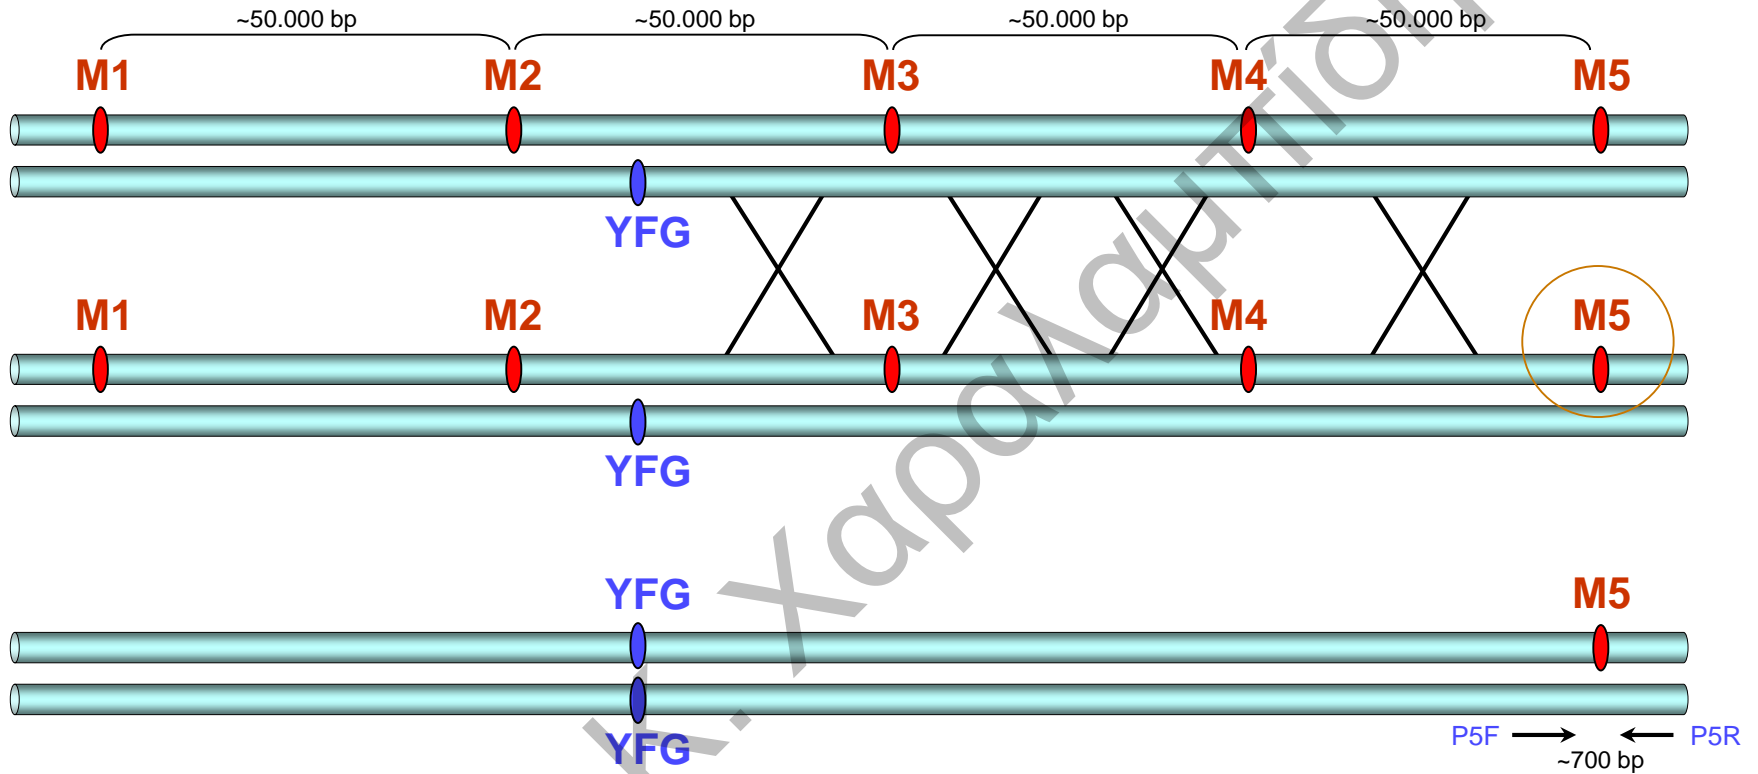 ~50.000 bp ~50.000 bp ~50.000 bp ~50.000 bp
M1 M2 M3 M4 M5
YFG
M1 M2 M3 M4 M5
YFG
YFG M5
YFG
P5F P5R
~700 bp
Κ. Χαραλαμπίδης